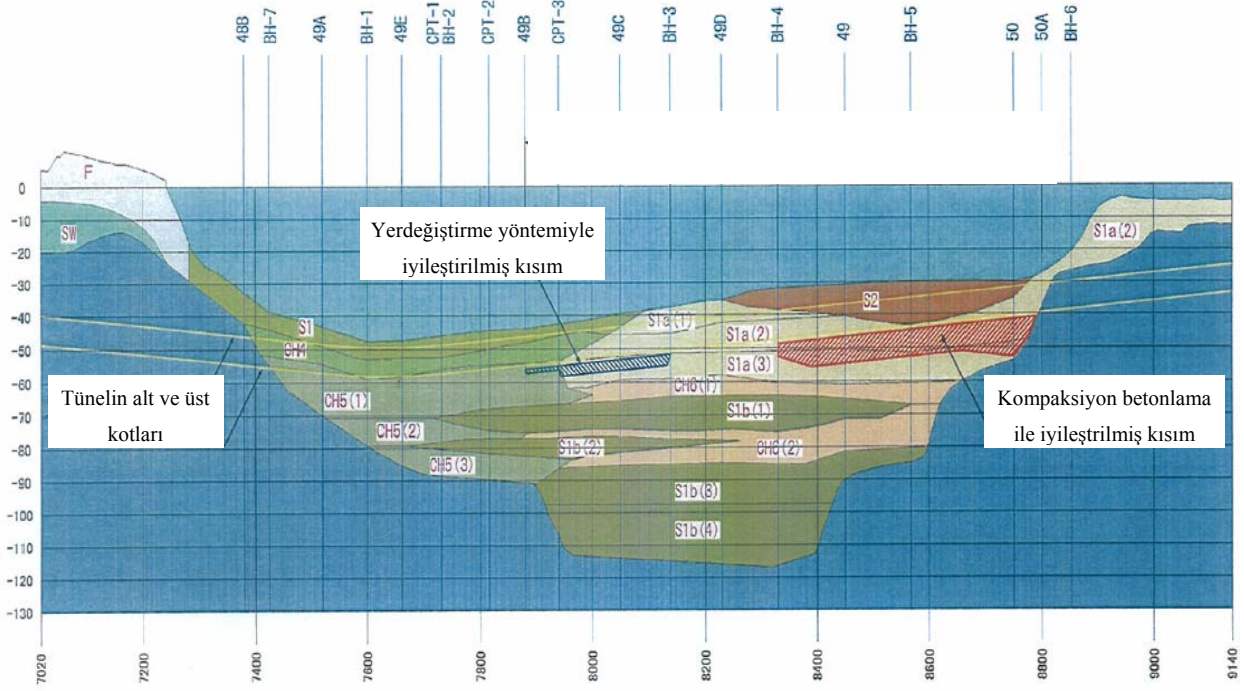 48B
BH-7
49A
BH-1
49E
CPT-1
BH-2
CPT-2
49B
CPT-3
49C
BH-3
49D
BH-4
49
BH-5
50
50A
BH-6
0
-10
-20
-30
-40
-50
-60
-70
-80
-90
-100
-110
-120
-130
F
SW
S1
CH4
CH5(1)
CH5(2)
CH5(3)
S1a(1)
S1a(2)
S1a(3)
S2
S1a(2)
CH6(1)
S1b(1)
S1b(2)
CH6(2)
S1b(3)
S1b(4)
Yerdeğiştirme yöntemiyle
iyileştirilmiş kısım
Tünelin alt ve üst
kotları
Kompaksiyon betonlama
ile iyileştrilmiş kısım
7020
7200
7400
7600
7800
8000
8200
8400
8600
8800
9000
9140